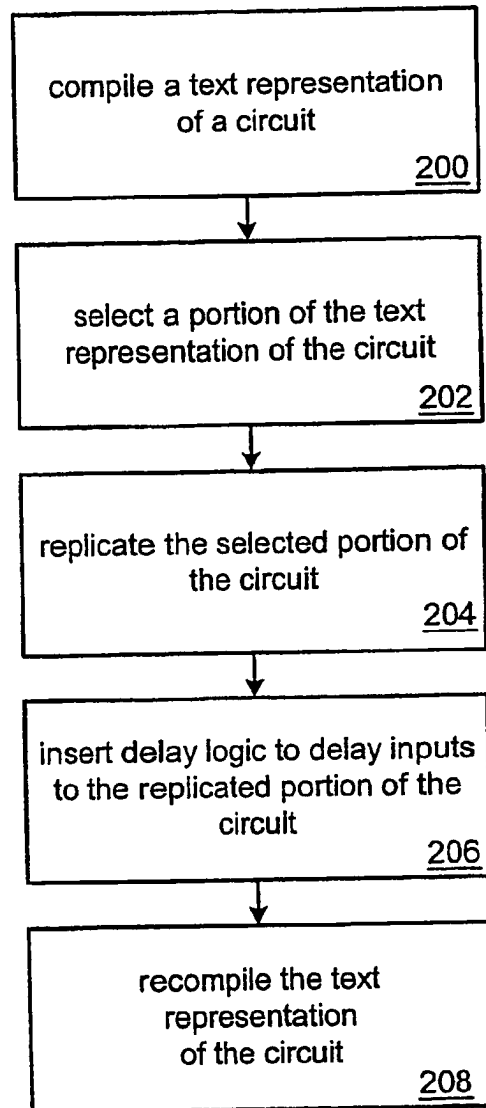 compile a text representation
of a circuit
200
select a portion of the text
representation of the circuit
202
replicate the selected portion of
the circuit
204
insert delay logic to delay inputs
to the replicated portion of the
circuit
206
recompile the text
representation
of the circuit
208